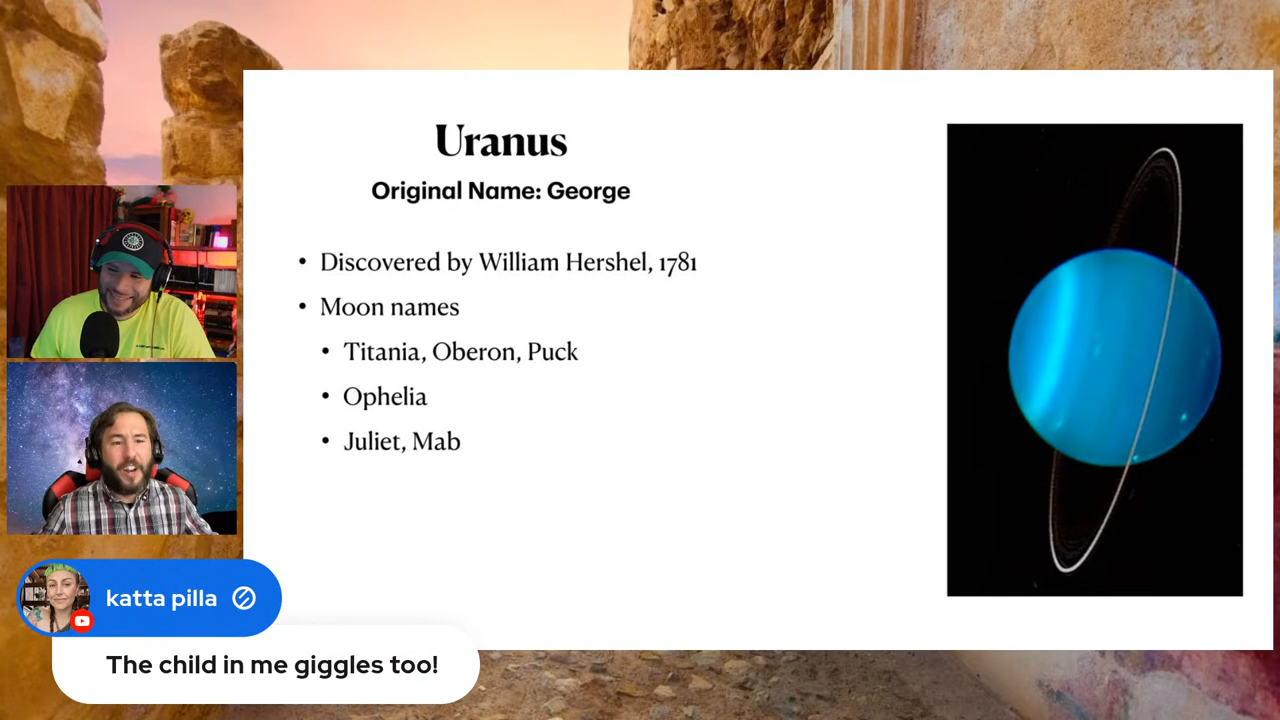 Uranus
Original Name: George
• Discovered by William Hershel, 1781
• Moon names
• Titania, Oberon, Puck
• Ophelia
• Juliet, Mab
katta pilla
The child in me giggles too!